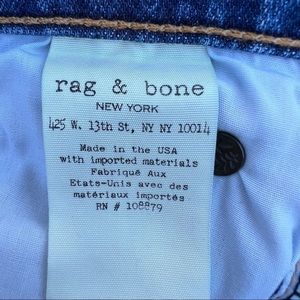 rag & bone
NEW YORK
425 W. 13th St, NY NY 10014
Made in the USA
with imported materials
Fabriqué Aux
Etats-Unis avec des
matériaux importés
RN # 108879